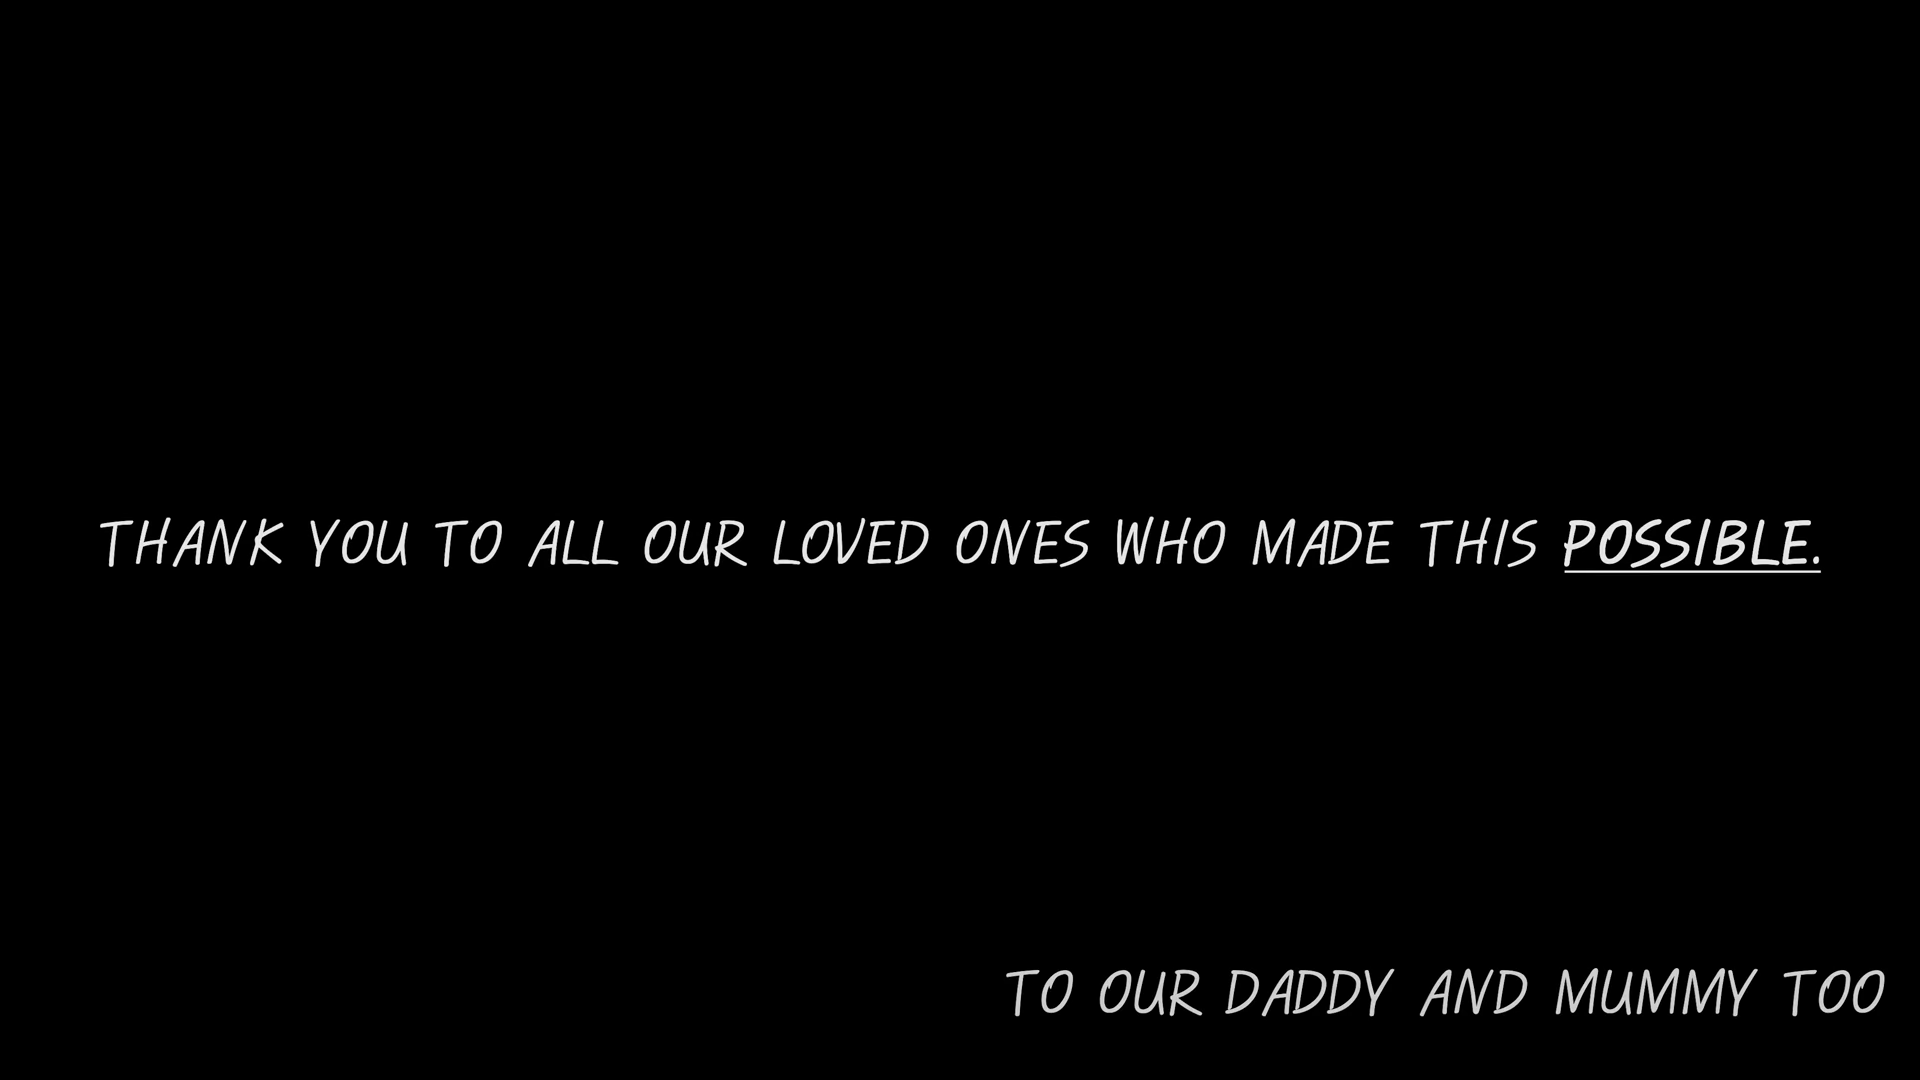 THANK YOU TO ALL OUR LOVED ONES WHO MADE THIS POSSIBLE.
TO OUR DADDY AND MUMMY TOO